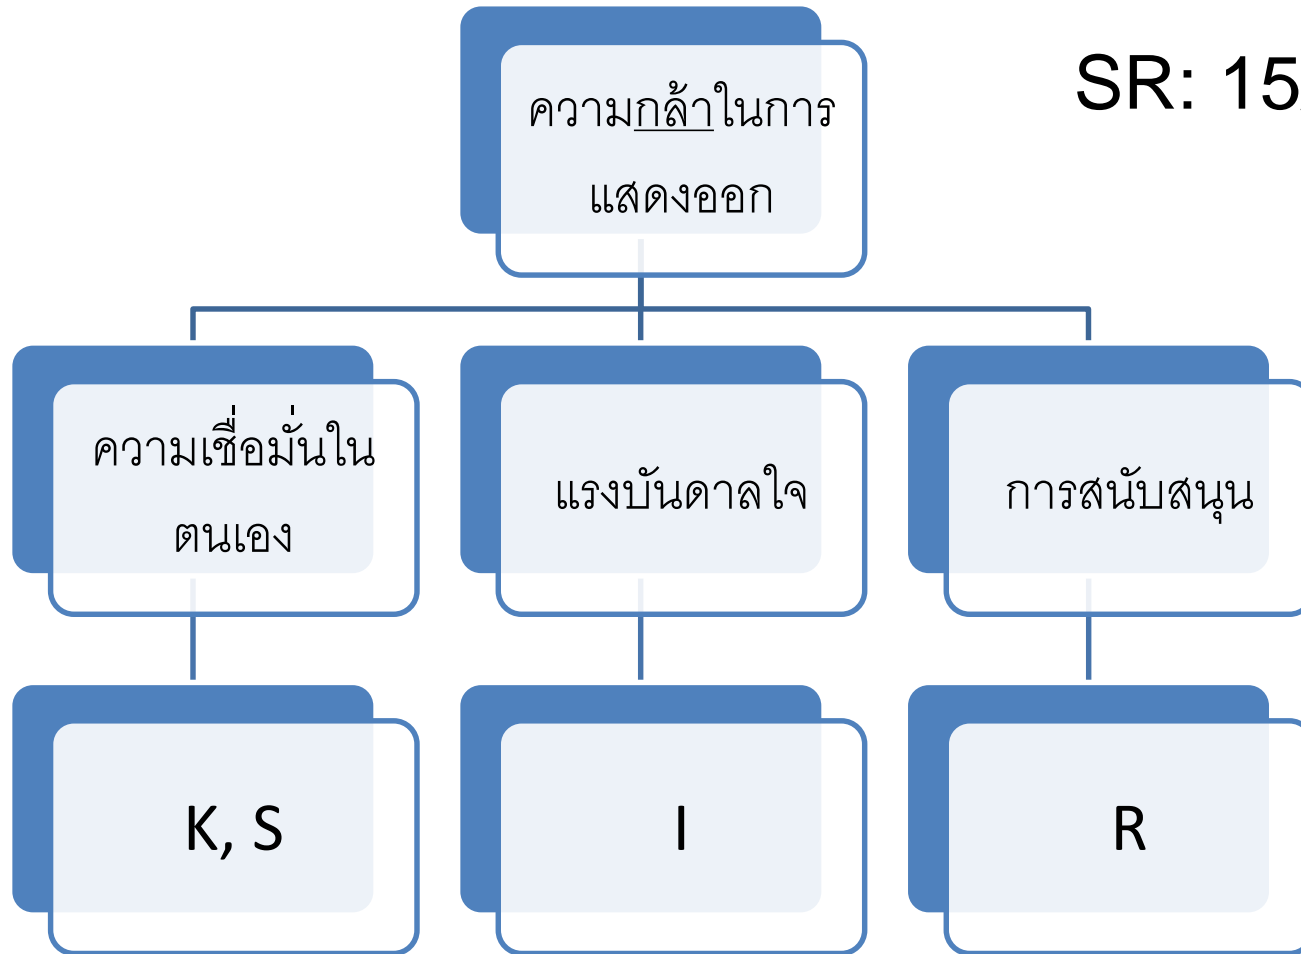 SR: 15
ความกล้าในการ
แสดงออก
ความเชื่อมั่นใน
ตนเอง
แรงบันดาลใจ
การสนับสนุน
K, S
I
R